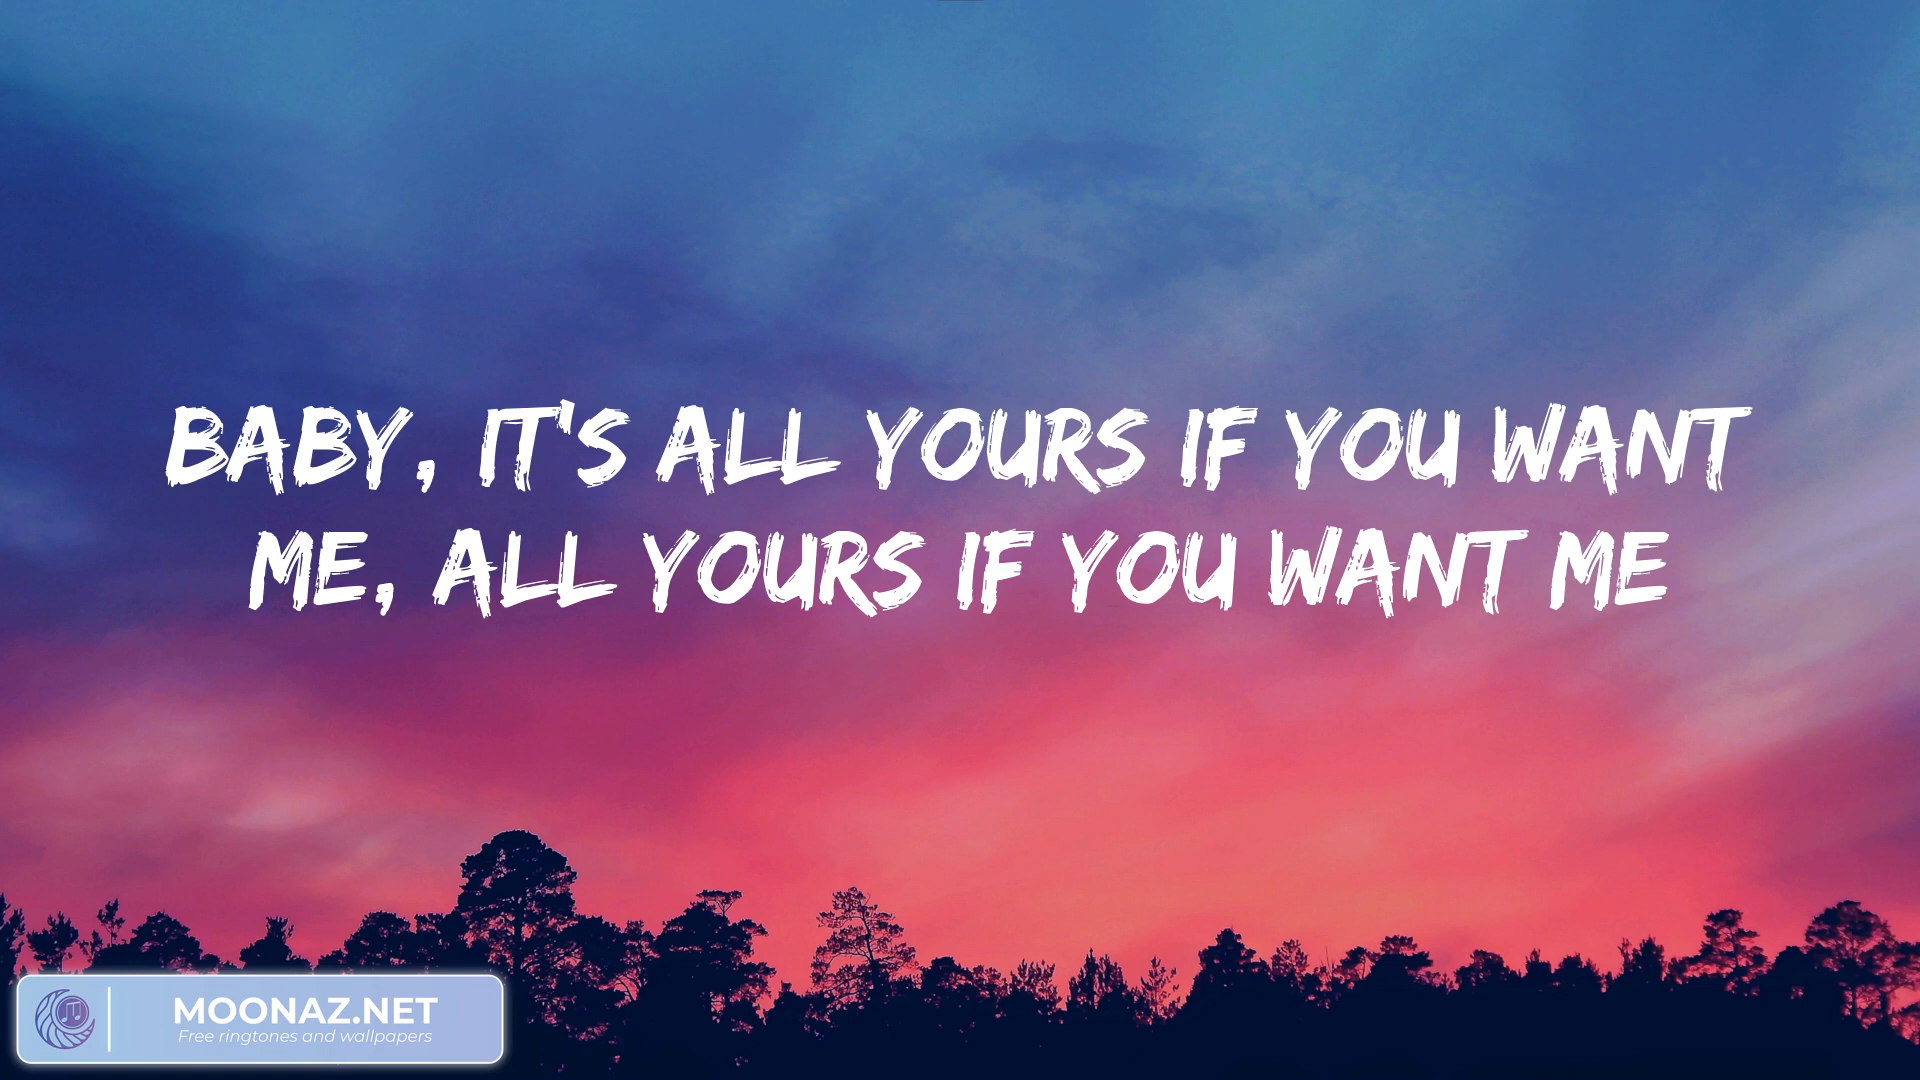 BABY, IT'S ALL YOURS IF YOU WANT
ME, ALL YOURS IF YOU WANT ME
MOONAZ.NET
Free ringtones and wallpapers